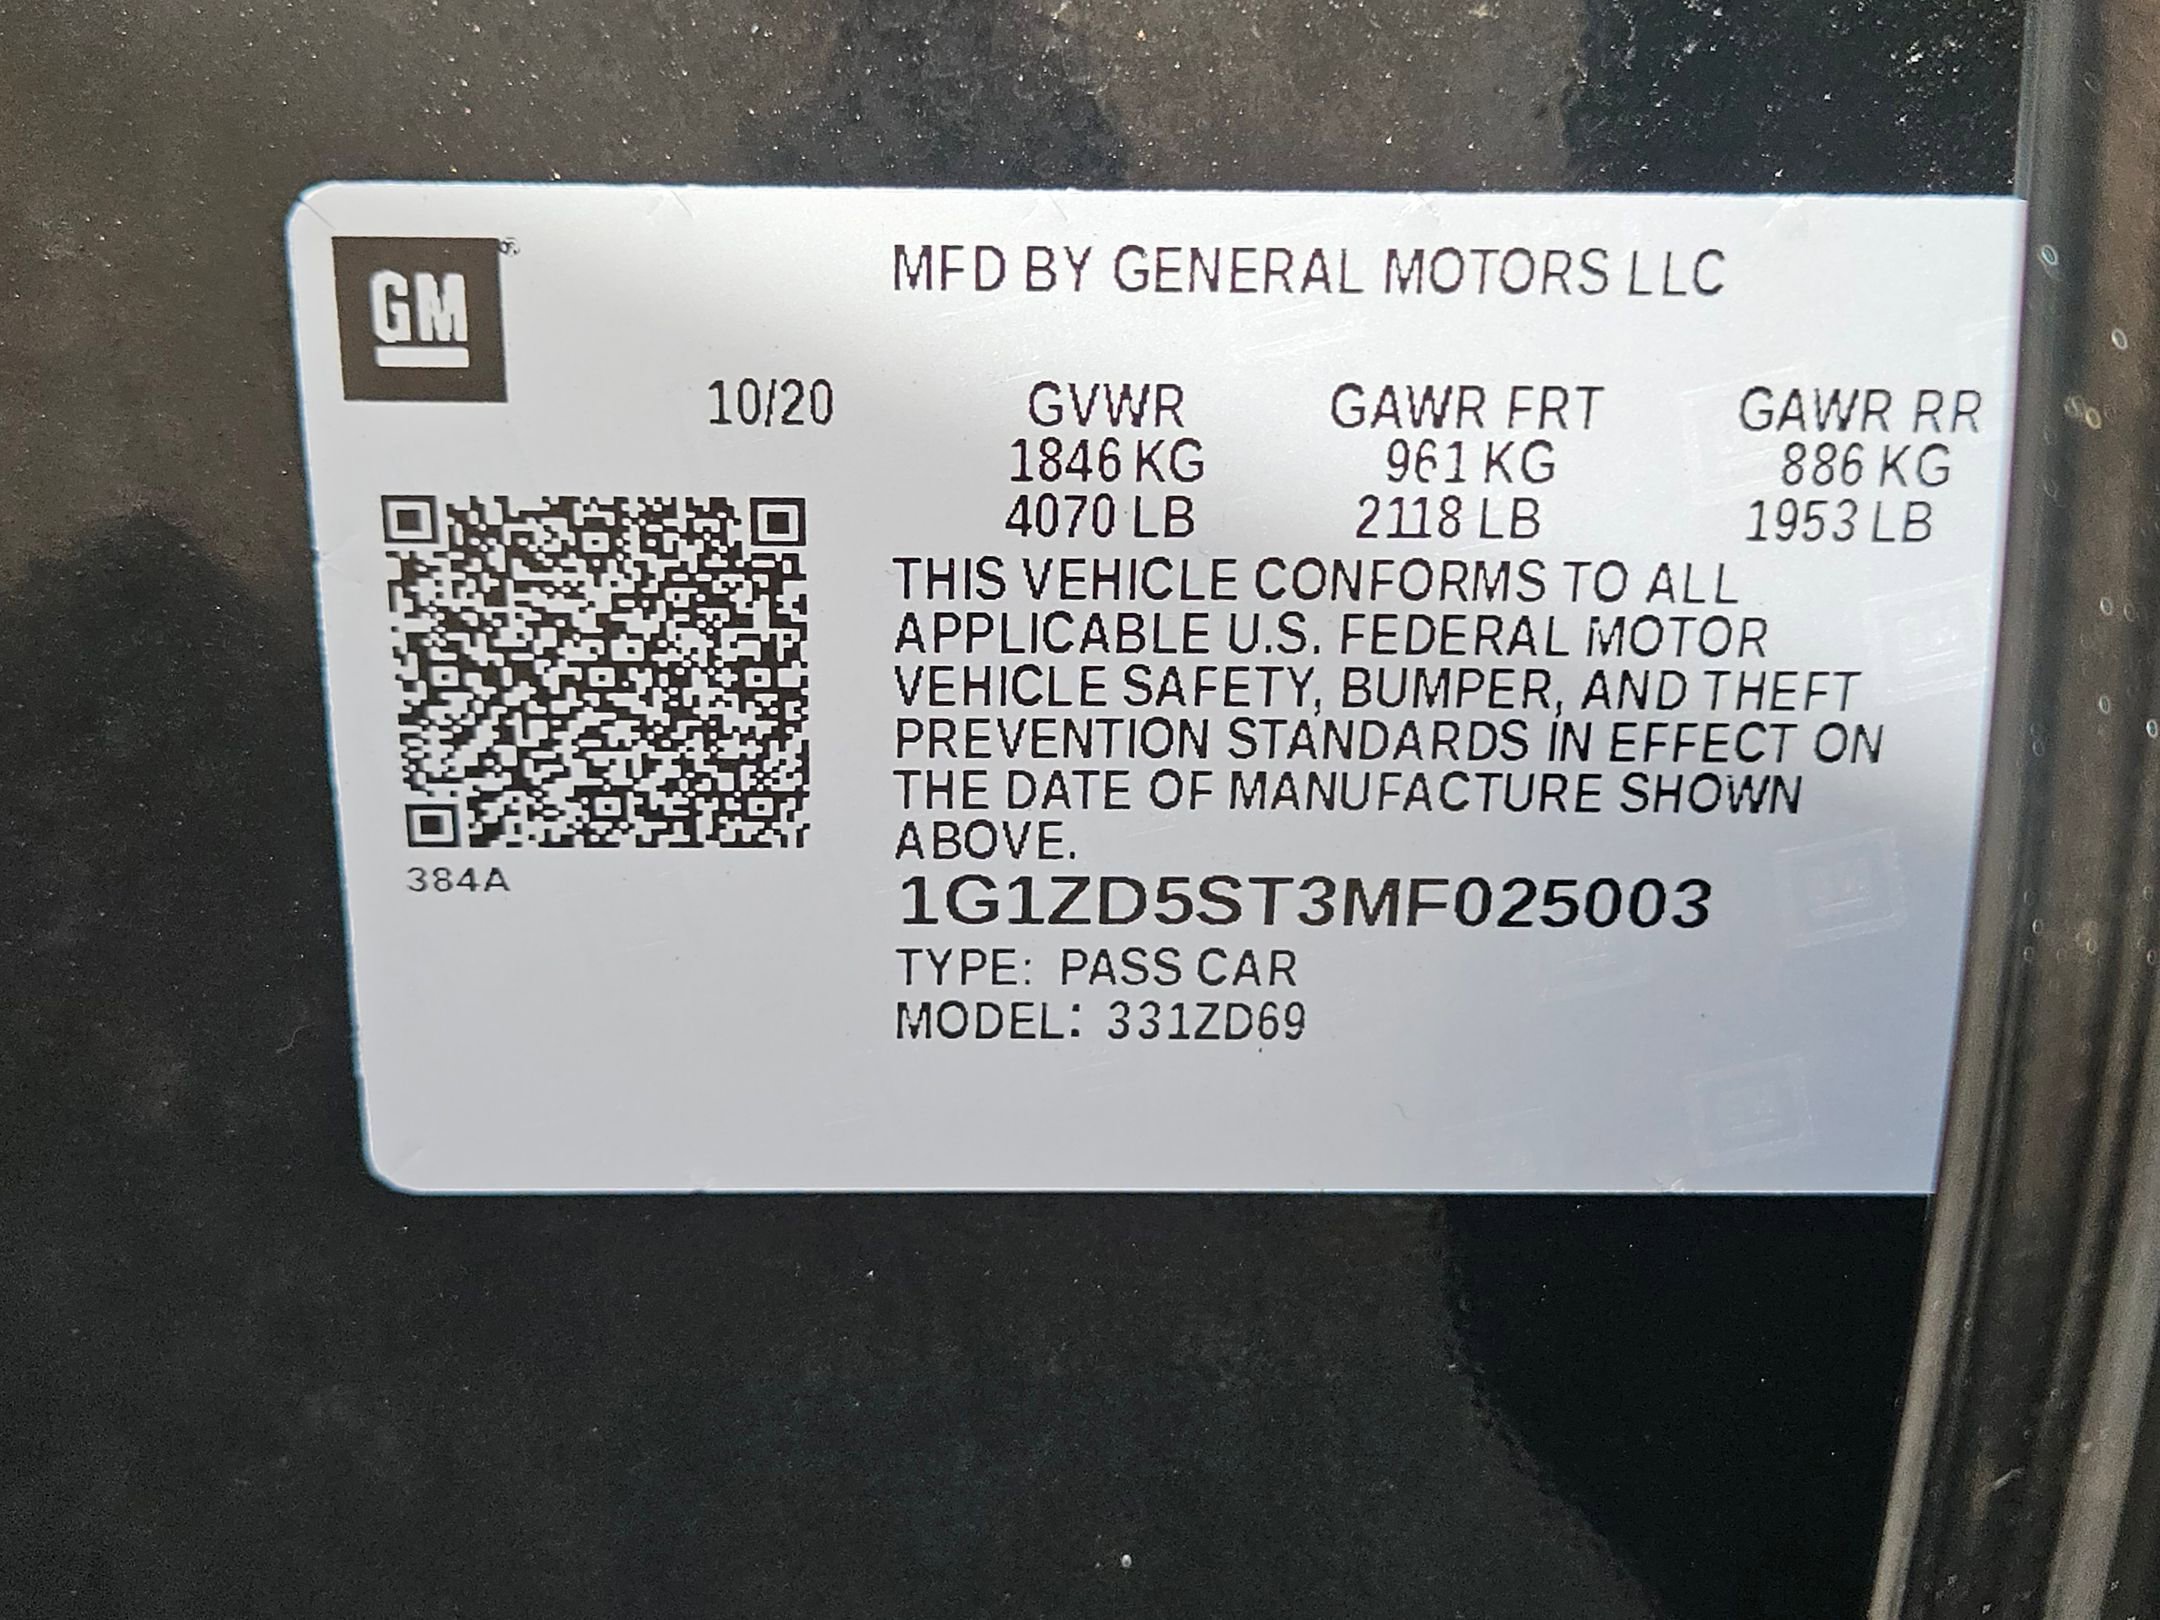 GM®
MFD BY GENERAL MOTORS LLC
10/20 GVWR GAWR FRT GAWR RR
1846 KG 961 KG 886 KG
4070 LB 2118 LB 1953 LB
THIS VEHICLE CONFORMS TO ALL
APPLICABLE U.S. FEDERAL MOTOR
VEHICLE SAFETY, BUMPER, AND THEFT
PREVENTION STANDARDS IN EFFECT ON
THE DATE OF MANUFACTURE SHOWN
ABOVE.
384A
1G1ZD5ST3MF025003
TYPE: PASS CAR
MODEL: 331ZD69